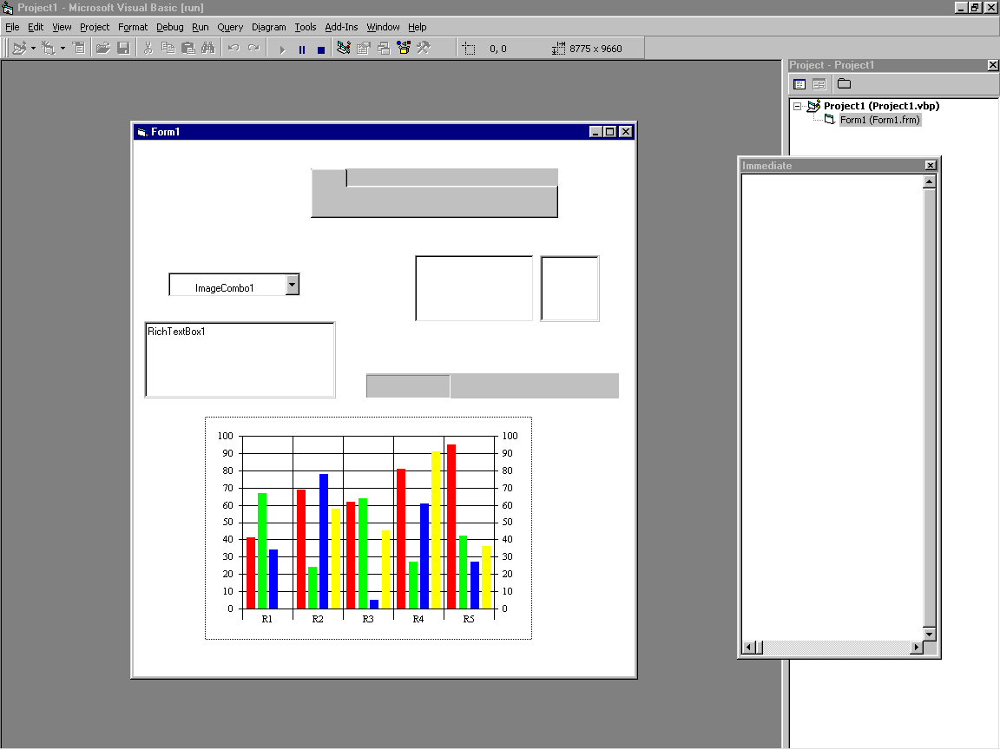 Project1 - Microsoft Visual Basic [run]
File Edit View Project Format Debug Run Query Diagram Tools Add-Ins Window Help
0, 0 8775 x 9660
Project - Project1
Project1 (Project1.vbp)
Form1 (Form1.frm)
Form1
Immediate
ImageCombo1
RichTextBox1
100 100
90 90
80 80
70 70
60 60
50 50
40 40
30 30
20 20
10 10
0 0
R1 R2 R3 R4 R5